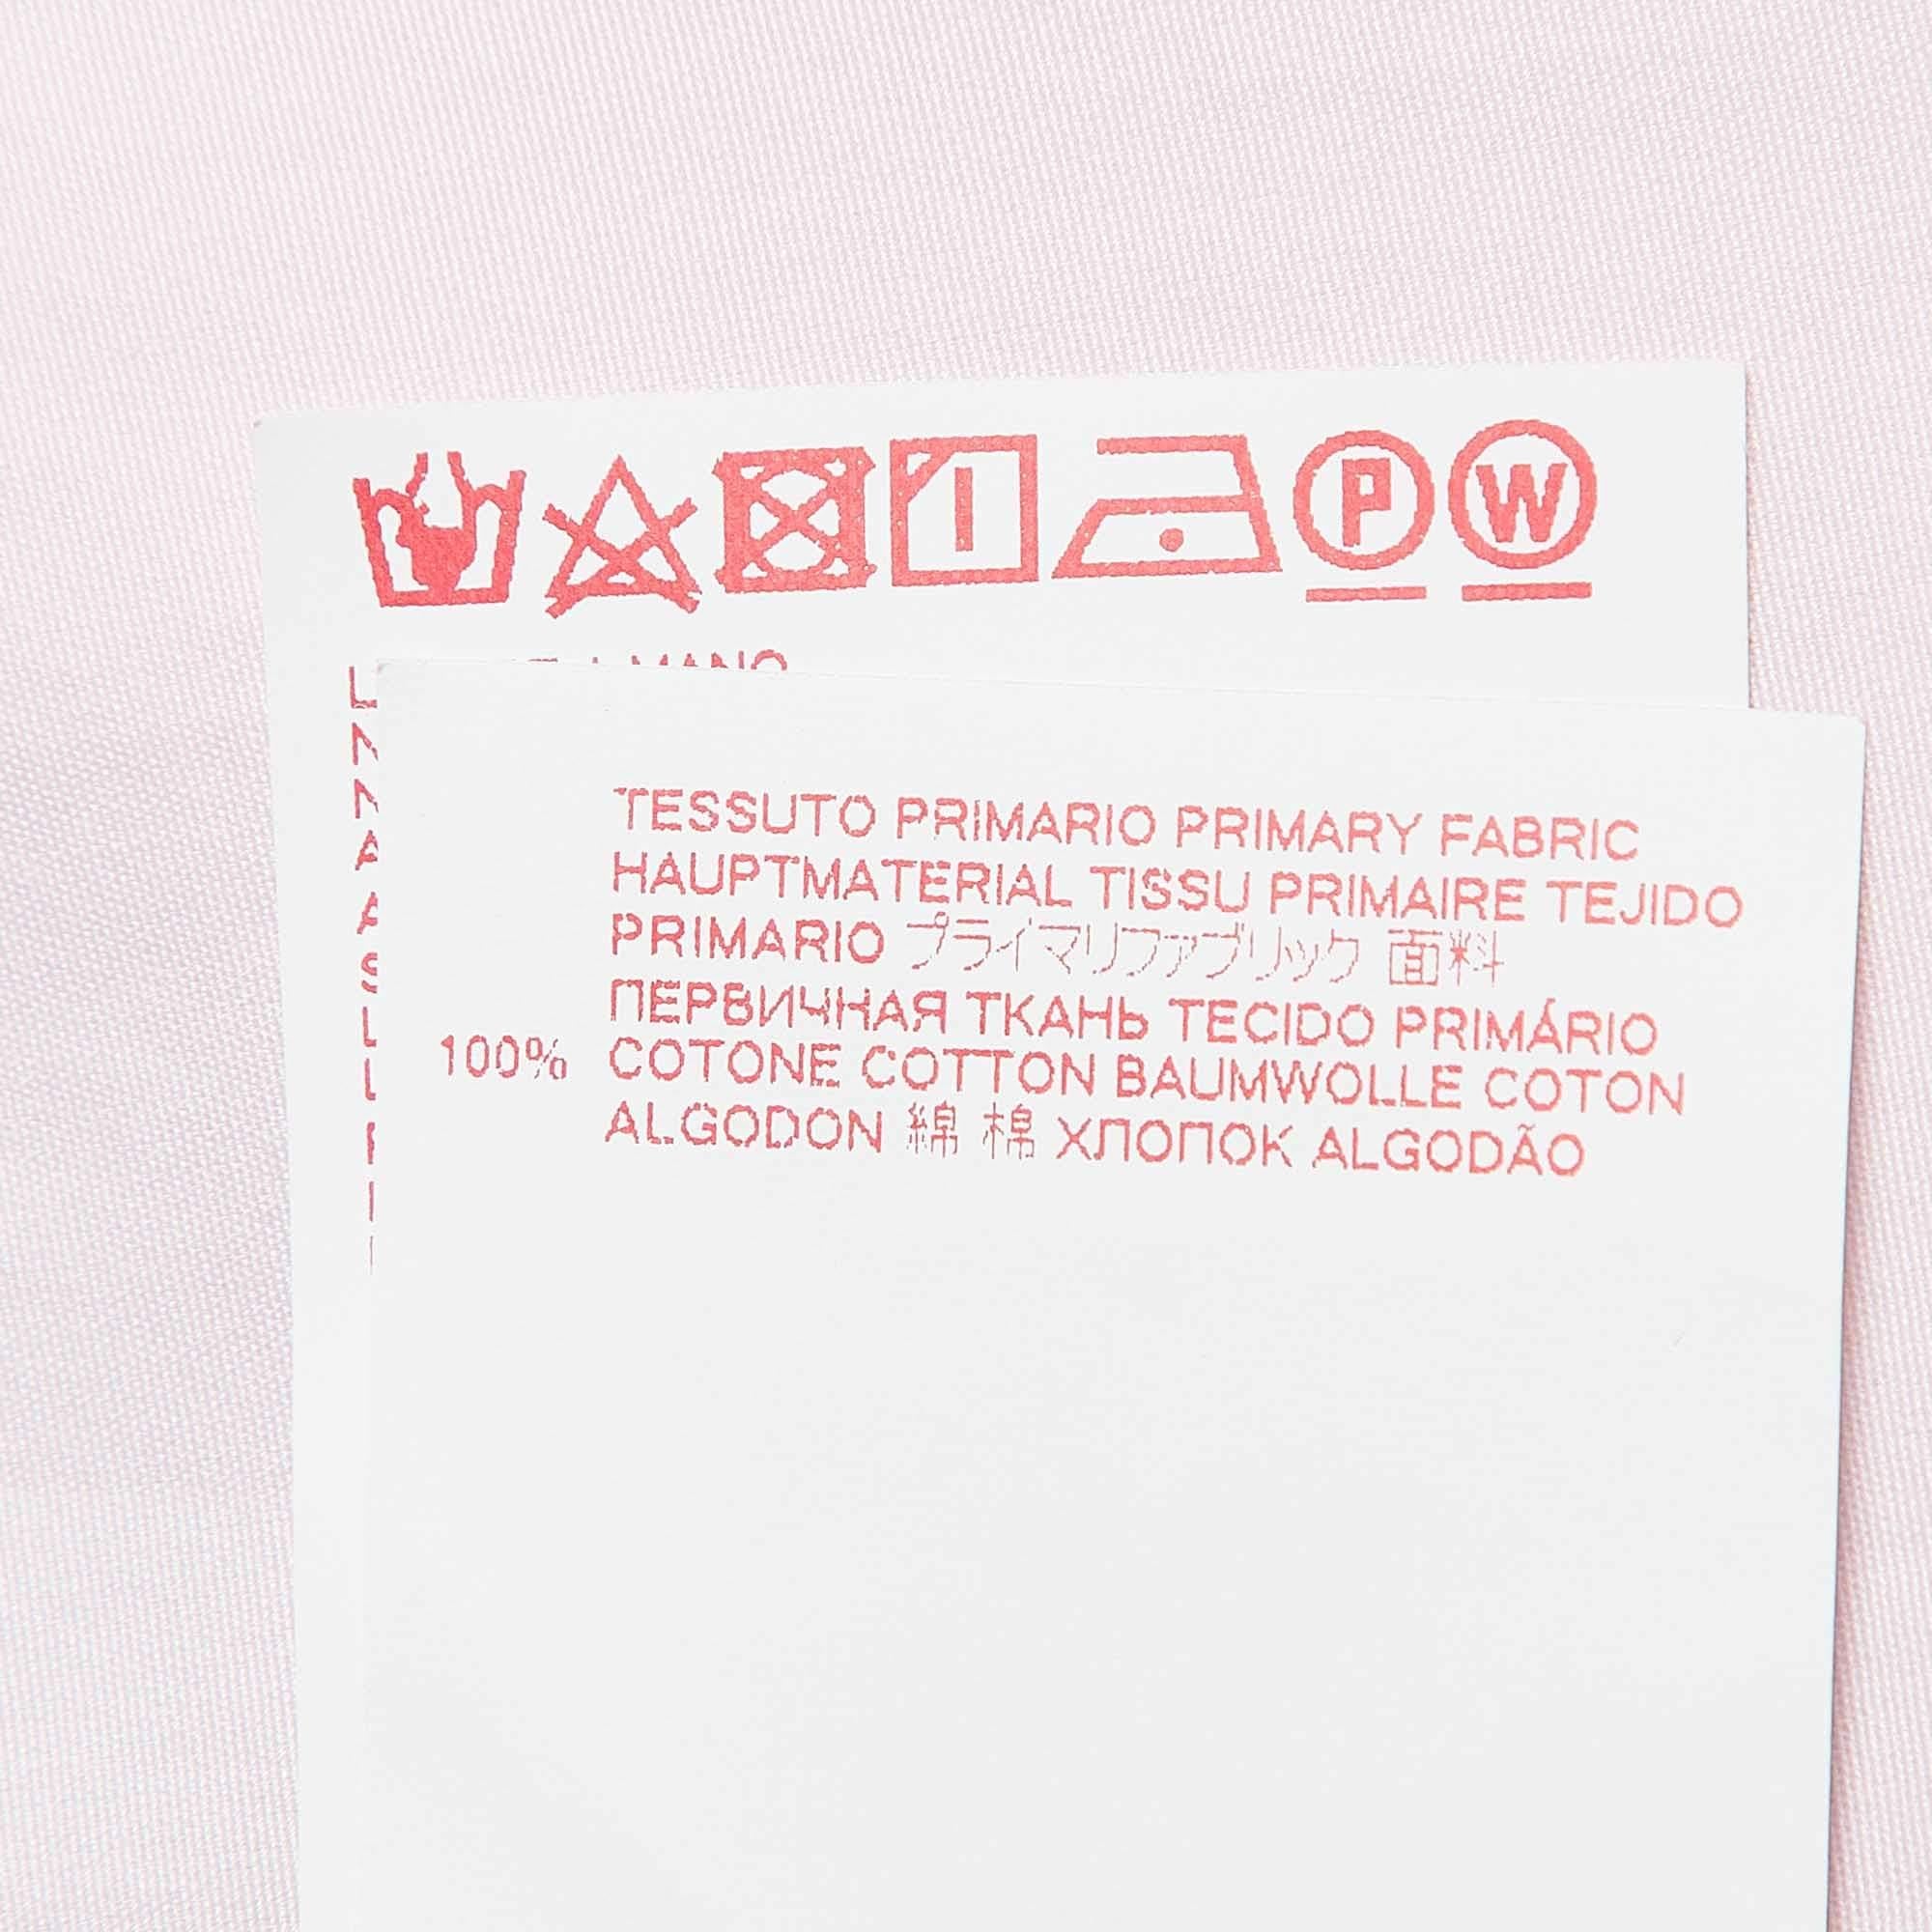 P W
MANO
TESSUTO PRIMARIO PRIMARY FABRIC
HAUPTMATERIAL TISSU PRIMAIRE TEJIDO
PRIMARIO プライマリファブリック 面料
ПЕРВИЧНАЯ ТКАНЬ TECIDO PRIMÁRIO
100% COTONE COTTON BAUMWOLLE COTON
ALGODON 綿 棉 ХЛОПОК ALGODÃO